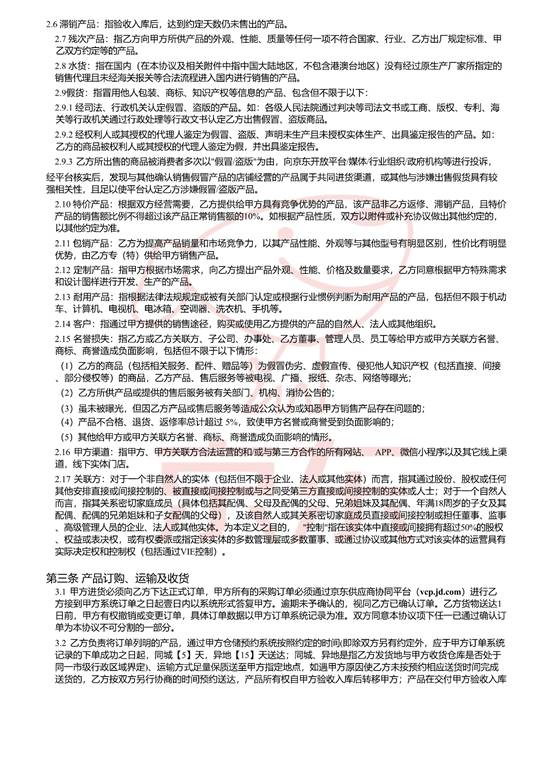 2.6 滞销产品：指验收入库后，达到约定天数仍未售出的产品。
2.7 残次产品：指乙方向甲方所供产品的外观、性能、质量等任何一项不符合国家、行业、乙方出厂规定标准、甲
乙双方约定等的产品。
2.8 水货：指在国内（在本协议及相关附件中指中国大陆地区，不包含港澳台地区）没有经过原生产厂家所指定的
销售代理且未经海关报关等合法流程进入国内进行销售的产品。
2.9假货：指冒用他人包装、商标、知识产权等信息的产品、包含但不限于以下：
2.9.1 经司法、行政机关认定假冒、盗版的产品。如：各级人民法院通过判决等司法文书或工商、版权、专利、海
关等行政机关通过行政处理等行政文书认定乙方出售假冒、盗版商品。
2.9.2 经权利人或其授权的代理人鉴定为假冒、盗版、声明未生产且未授权实体生产、出具鉴定报告的产品。如：
乙方的商品被权利人或其授权的代理人鉴定为假，并出具鉴定报告。
2.9.3 乙方所出售的商品被消费者多次以"假冒/盗版"为由，向京东开放平台/媒体/行业组织/政府机构等进行投诉，
经平台核实后，发现与其他确认销售假冒产品的店铺经营的产品属于共同进货渠道，或其他与涉嫌出售假货具有较
强相关性，且足以使平台认定乙方涉嫌假冒/盗版产品。
2.10 特价产品：根据双方经营需要，乙方提供给甲方具有竞争优势的产品，该产品非乙方返修、滞销产品，且特价
产品的销售额比例不得超过该产品正常销售额的10%。如根据产品性质，双方以附件或补充协议做出其他约定的，
以其他约定为准。
2.11 包销产品：乙方为提高产品销量和市场竞争力，以其产品性能、外观等与其他型号有明显区别，性价比有明显
优势，由乙方专（特）供给甲方销售产品。
2.12 定制产品：指甲方根据市场需求，向乙方提出产品外观、性能、价格及数量要求，乙方同意根据甲方特殊需求
和设计图样进行开发、生产的产品。
2.13 耐用产品：指根据法律法规规定或被有关部门认定或根据行业惯例判断为耐用产品的产品，包括但不限于机动
车、计算机、电视机、电冰箱、空调器、洗衣机、手机等。
2.14 客户：指通过甲方提供的销售途径，购买或使用乙方提供的产品的自然人、法人或其他组织。
2.15 名誉损失：指乙方或乙方关联方、子公司、办事处、乙方董事、管理人员、员工等给甲方或甲方关联方名誉、
商标、商誉造成负面影响，包括但不限于以下情形：
（1）乙方的商品（包括相关服务、配件、赠品等）为假冒伪劣、虚假宣传、侵犯他人知识产权（包括直接、间接
、部分侵权等）的商品，乙方产品、售后服务等被电视、广播、报纸、杂志、网络等曝光；
（2）乙方所供产品或提供的售后服务被有关部门、机构、消协公告的；
（3）虽未被曝光，但因乙方产品或售后服务等造成公众认为或知悉甲方销售产品存在问题的；
（4）产品不合格、退货、返修率总计超过 5%，致使甲方名誉或商誉受到负面影响的；
（5）其他给甲方或甲方关联方名誉、商标、商誉造成负面影响的情形。
2.16 甲方渠道：指甲方、甲方关联方合法运营的和/或与第三方合作的所有网站、 APP、微信小程序以及其它线上渠
道，线下实体门店。
2.17 关联方：对于一个非自然人的实体（包括但不限于企业、法人或其他实体）而言，指其通过股份、股权或任何
其他安排直接或间接控制的、被直接或间接控制或与之同受第三方直接或间接控制的实体或人士；对于一个自然人
而言，指其关系密切家庭成员（具体包括其配偶、父母及配偶的父母、兄弟姐妹及其配偶、年满18周岁的子女及其
配偶、配偶的兄弟姐妹和子女配偶的父母），及该自然人或其关系密切家庭成员直接或间接控制或担任董事、监事
、高级管理人员的企业、法人或其他实体。为本定义之目的， "控制"指在该实体中直接或间接拥有超过50%的股权
、权益或表决权，或有权委派或指定该实体的多数管理层或多数董事、或通过协议或其他方式对该实体的运营具有
实际决定权和控制权（包括通过VIE控制）。
第三条 产品订购、运输及收货
3.1 甲方进货必须向乙方下达正式订单，甲方所有的采购订单必须通过京东供应商协同平台（vcp.jd.com）进行乙
方接到甲方系统订单之日起壹日内以系统形式答复甲方。逾期未予确认的，视同乙方已确认订单。乙方货物送达1
日前，甲方有权撤销或变更订单，具体订单数据以甲方订单系统记录为准。双方同意本协议项下任一已通过确认订
单为本协议不可分割的一部分。
3.2 乙方负责将订单列明的产品，通过甲方仓储预约系统按照约定的时间(即除双方另有约定外，应于甲方订单系统
记录的下单成功之日起，同城【5】天，异地【15】天送达；同城、异地是指乙方发货地与甲方收货仓库是否处于
同一市级行政区域界定)、运输方式足量保质送至甲方指定地点，如遇甲方原因使乙方未按预约相应送货时间完成
送货的，乙方按双方另行协商的时间预约送达，产品所有权自甲方验收入库后转移甲方；产品在交付甲方验收入库